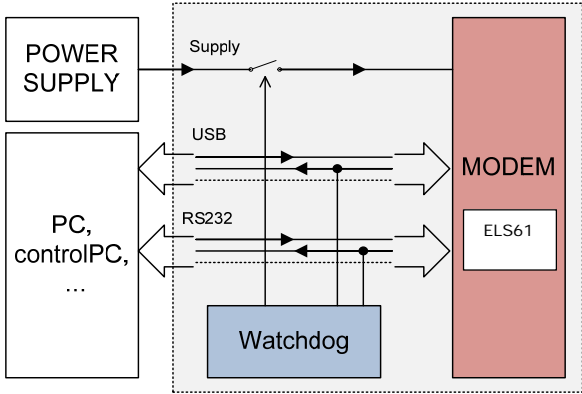 POWER
SUPPLY
Supply
USB
MODEM
RS232
ELS61
PC,
controlPC,
...
Watchdog